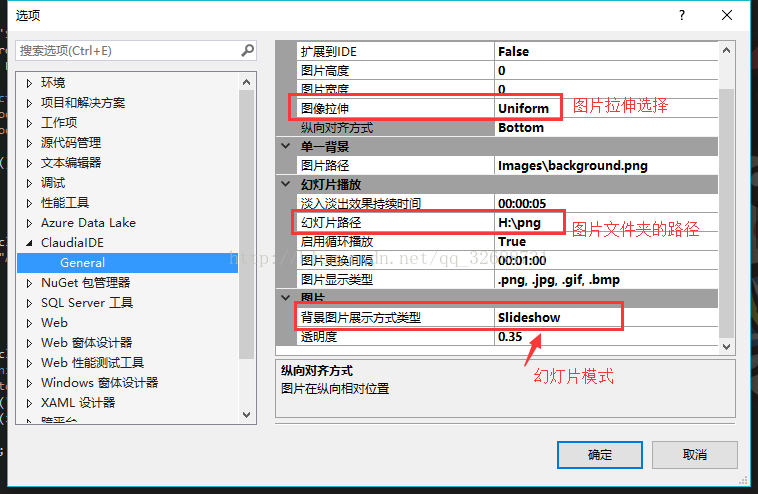 选项
搜索选项(Ctrl+E)
环境
项目和解决方案
工作项
源代码管理
文本编辑器
调试
性能工具
Azure Data Lake
ClaudiaIDE
General
NuGet 包管理器
SQL Server 工具
Web
Web 窗体设计器
Web 性能测试工具
Windows 窗体设计器
XAML 设计器
跨平台
扩展到IDE False
图片高度 0
图片宽度 0
图像拉伸 Uniform 图片拉伸选择
纵向对齐方式 Bottom
单一背景
图片路径 Images\background.png
幻灯片播放
淡入淡出效果持续时间 00:00:05
幻灯片路径 H:\png 图片文件夹的路径
启用循环播放 True
图片更换间隔 00:01:00
图片显示类型 .png, .jpg, .gif, .bmp
图片
背景图片展示方式类型 Slideshow
透明度 0.35
幻灯片模式
纵向对齐方式
图片在纵向相对位置
确定 取消